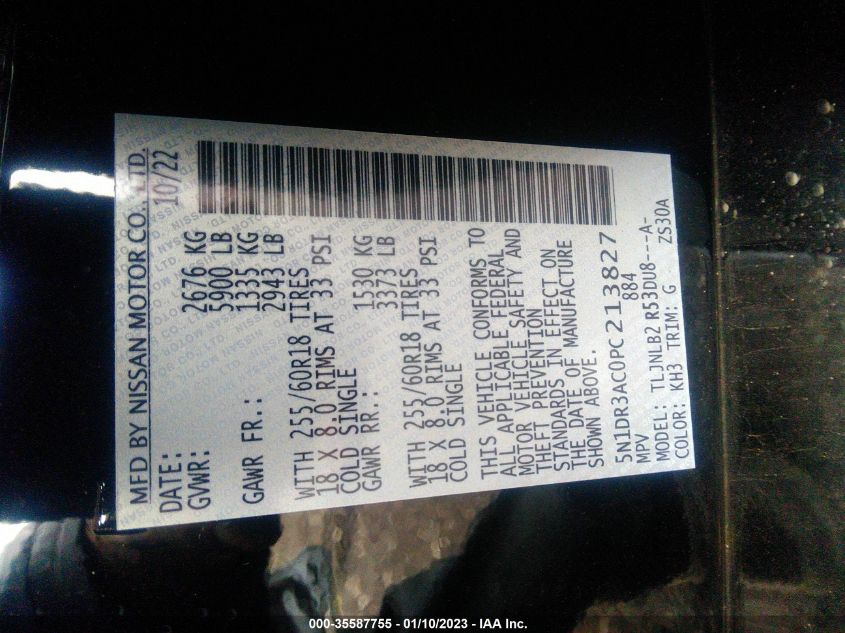 MFD BY NISSAN MOTOR CO., LTD.
DATE: 10/22
GVWR: 2676 KG
5900 LB
GAWR FR.: 1335 KG
2943 LB
WITH 255/60R18 TIRES
18 X 8.0 RIMS AT 33 PSI
COLD SINGLE
GAWR RR.: 1530 KG
3373 LB
WITH 255/60R18 TIRES
18 X 8.0 RIMS AT 33 PSI
COLD SINGLE
THIS VEHICLE CONFORMS TO
ALL APPLICABLE FEDERAL
MOTOR VEHICLE SAFETY AND
THEFT PREVENTION
STANDARDS IN EFFECT ON
THE DATE OF MANUFACTURE
SHOWN ABOVE.
5N1DR3AC0PC213827
MPV 884
MODEL: TLJNLB2 R53D08---A-
COLOR: KH3 TRIM: G ZS30A
000-35587755 - 01/10/2023 - IAA Inc.